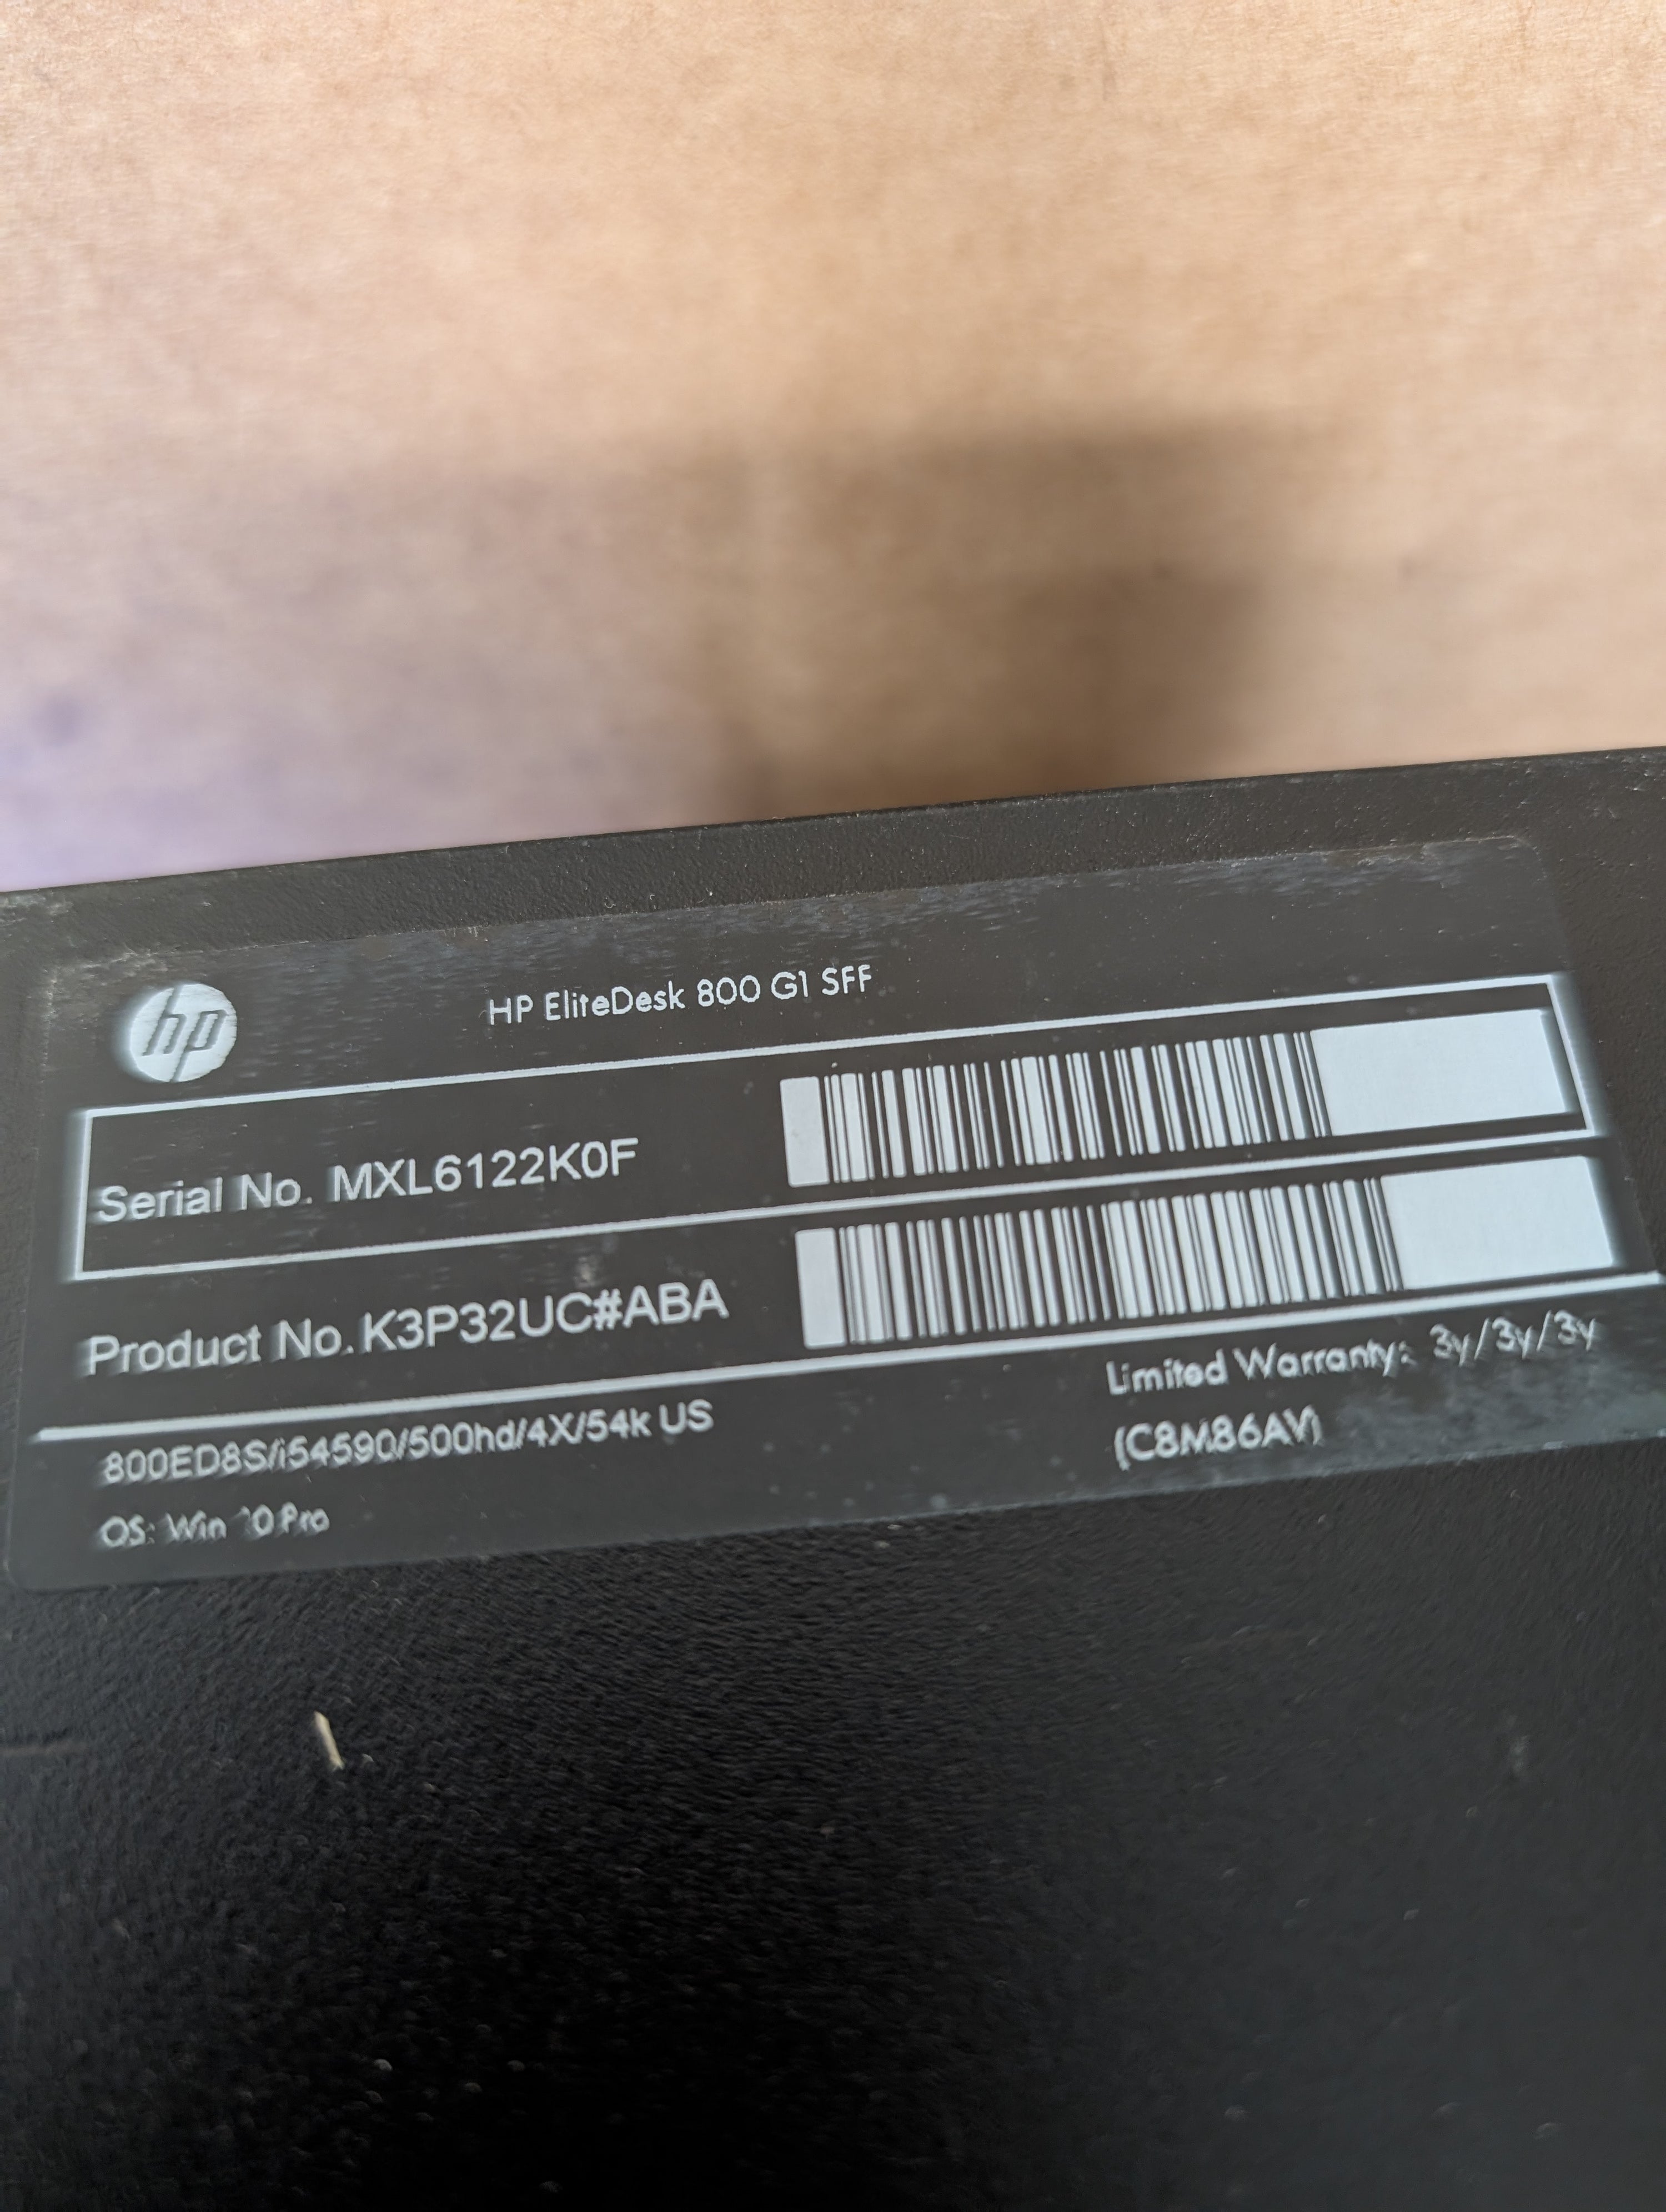 hp
HP EliteDesk 800 G1 SFF
Serial No. MXL6122K0F
Product No. K3P32UC#ABA
Limited Warranty: 3y/3y/3y
800ED8S/i54590/500hd/4X/54k US
(C8M86AV)
OS: Win 10 Pro